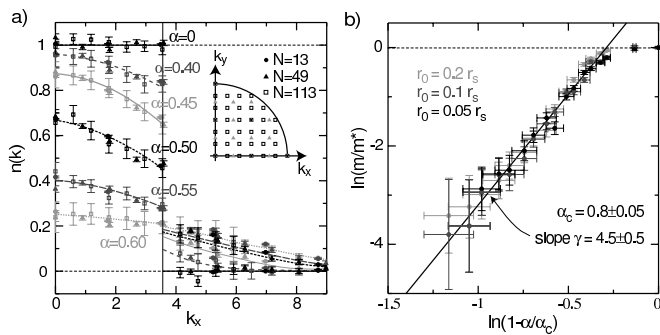 a)
1
0.8
0.6
0.4
0.2
0
n(k)
α=0
α=0.40
α=0.45
α=0.50
α=0.55
α=0.60
k_y
k_x
N=13
N=49
N=113
0 2 4 6 8
k_x
b)
0
-2
-4
ln(m/m*)
r_0 = 0.2 r_s
r_0 = 0.1 r_s
r_0 = 0.05 r_s
α_c = 0.8±0.05
slope γ = 4.5±0.5
-1.5 -1 -0.5 0.0
ln(1-α/α_c)